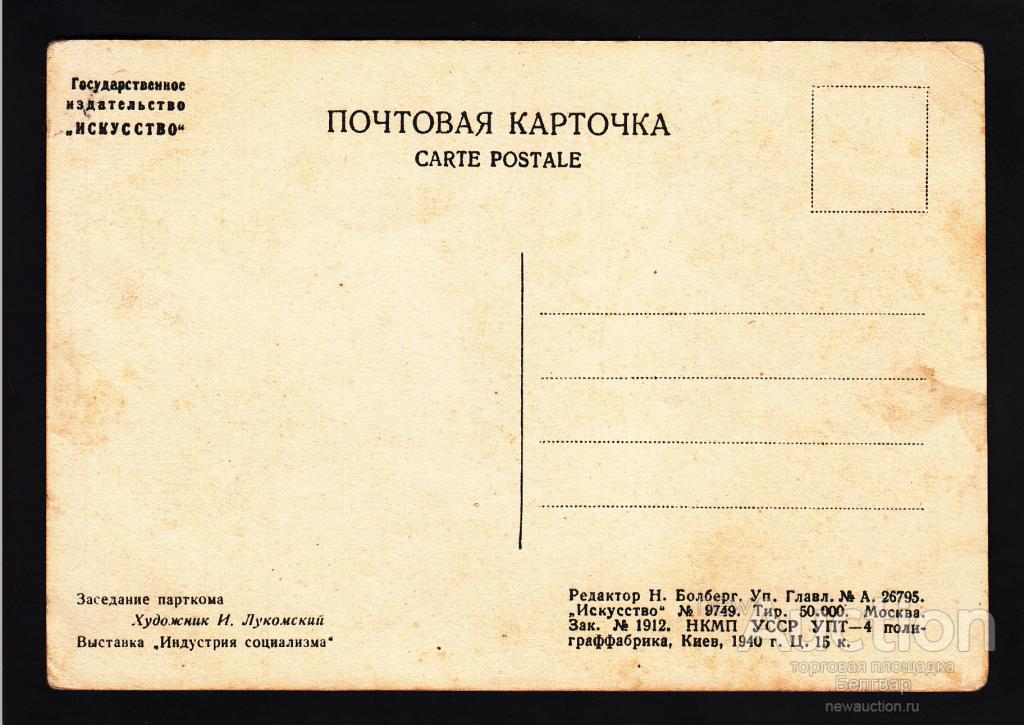 Государственное
издательство
„ИСКУССТВО“
ПОЧТОВАЯ КАРТОЧКА
CARTE POSTALE
Заседание парткома
Художник И. Лукомский
Выставка „Индустрия социализма“
Редактор Н. Болберг. Уп. Главл. № А. 26795.
„Искусство“ № 9749. Тир. 50.000. Москва.
Зак. № 1912. НКМП УССР УПТ—4 поли-
граффабрика, Киев, 1940 г. Ц. 15 к.
Auction
торговая площадка
Белгвар
newauction.ru